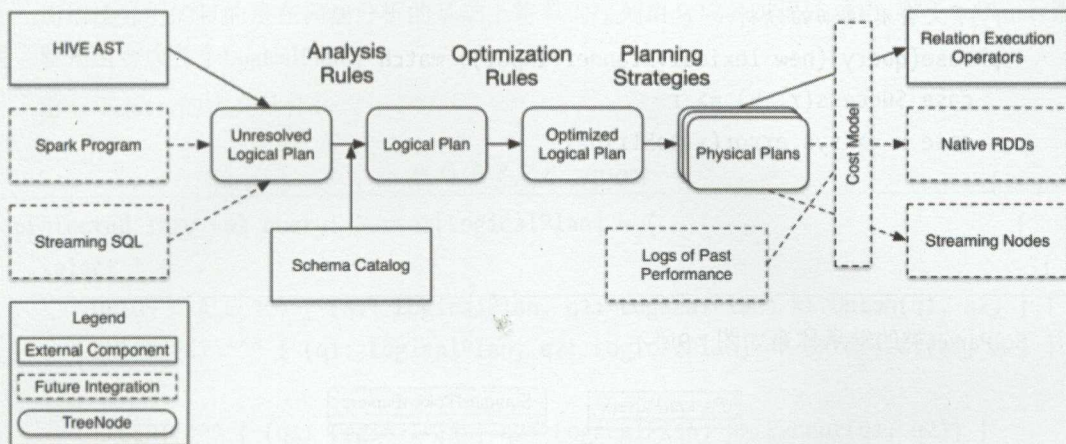 HIVE AST
Analysis
Rules
Optimization
Rules
Planning
Strategies
Relation Execution
Operators
Spark Program
Unresolved
Logical Plan
Logical Plan
Optimized
Logical Plan
Physical Plans
Cost Model
Native RDDs
Streaming SQL
Schema Catalog
Logs of Past
Performance
Streaming Nodes
Legend
External Component
Future Integration
TreeNode